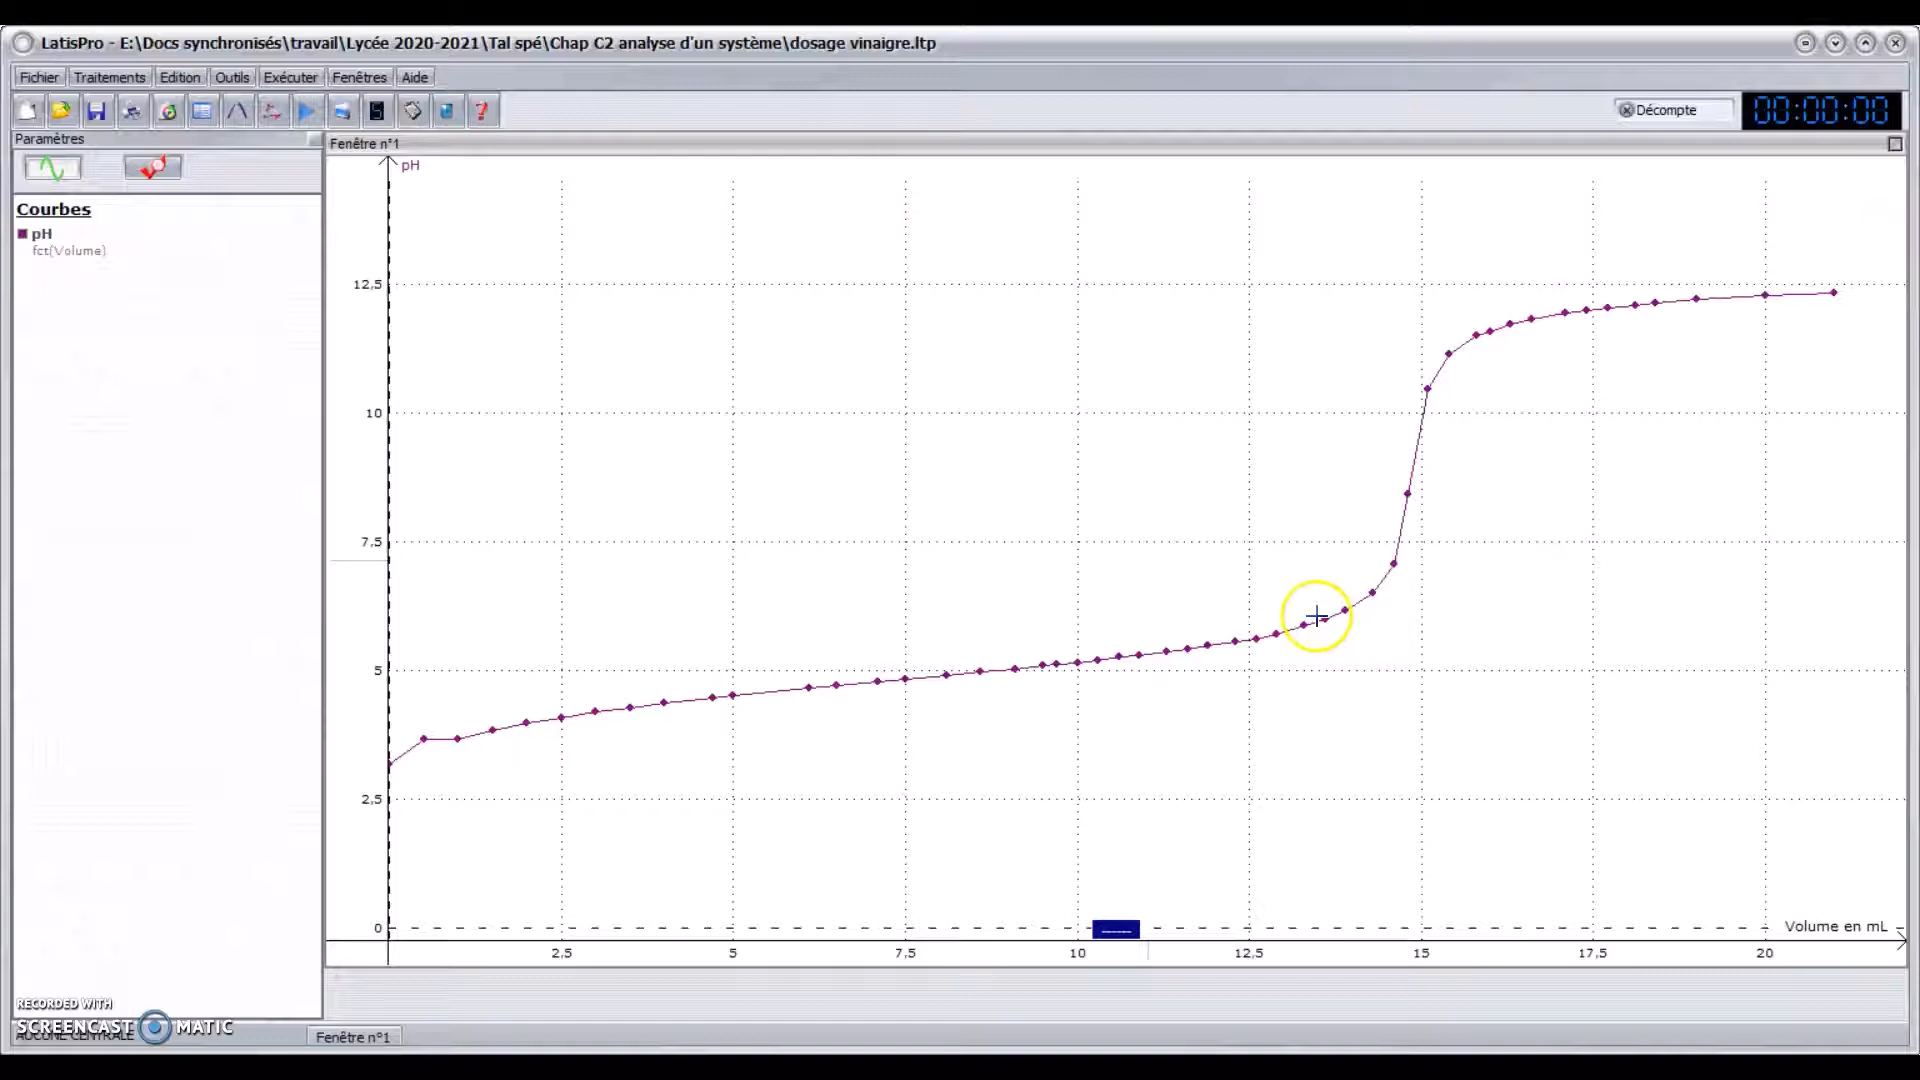 LatisPro - E:\Docs synchronisés\travail\Lycée 2020-2021\Tal spé\Chap C2 analyse d'un système\dosage vinaigre.ltp
Fichier Traitements Edition Outils Exécuter Fenêtres Aide
Décompte 00:00:00
Paramètres
Fenêtre n°1
Courbes
pH
fct(Volume)
pH
12,5
10
7,5
5
2,5
0
Volume en mL
2,5 5 7,5 10 12,5 15 17,5 20
RECORDED WITH
SCREENCAST MATIC
AUCUNE CENTRALE
Fenêtre n°1